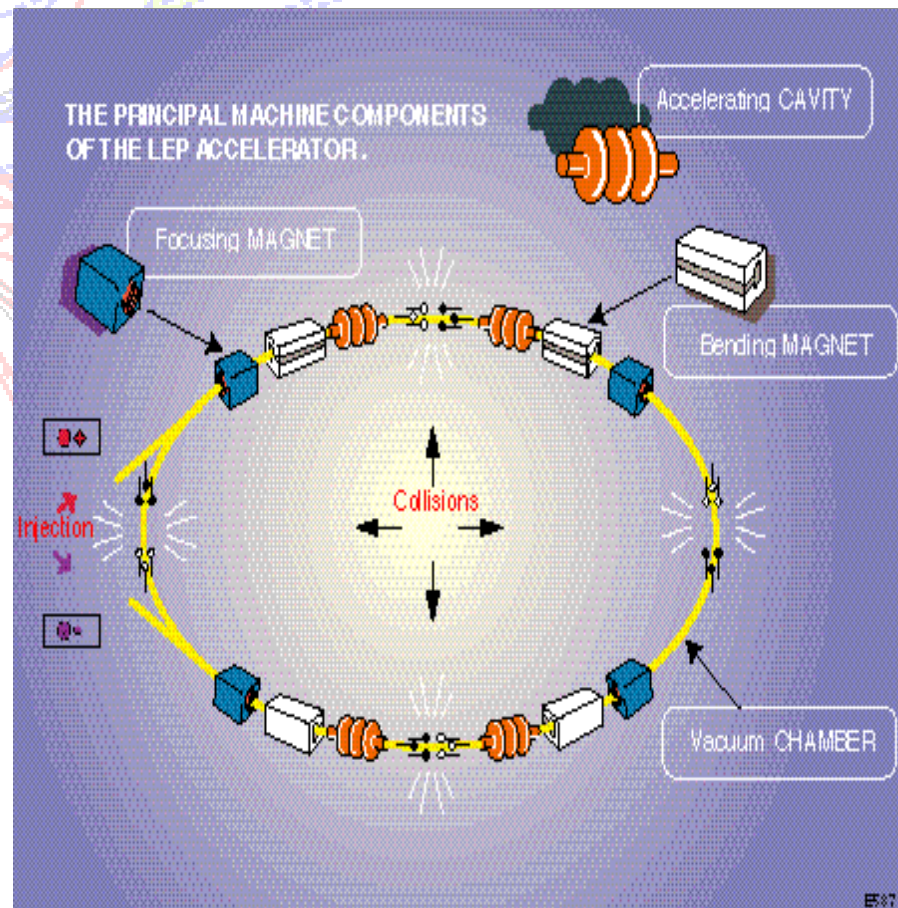 THE PRINCIPAL MACHINE COMPONENTS
OF THE LEP ACCELERATOR.
Accelerating CAVITY
Focusing MAGNET
Bending MAGNET
Collisions
Injection
Vacuum CHAMBER